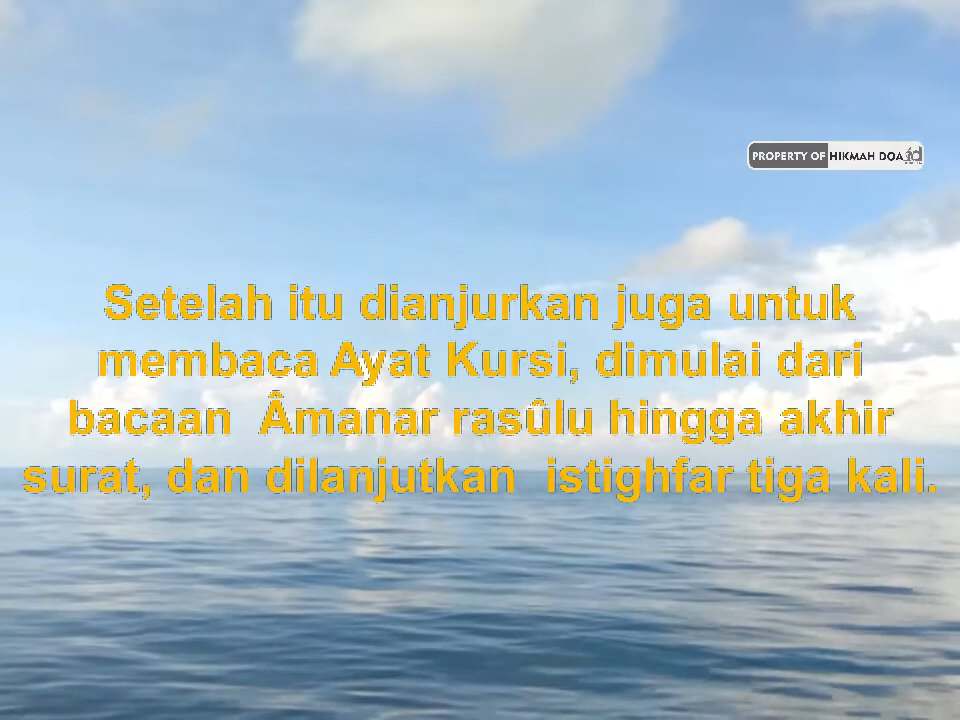 PROPERTY OF HIKMAH DOA id
Setelah itu dianjurkan juga untuk
membaca Ayat Kursi, dimulai dari
bacaan Âmanar rasûlu hingga akhir
surat, dan dilanjutkan istighfar tiga kali.